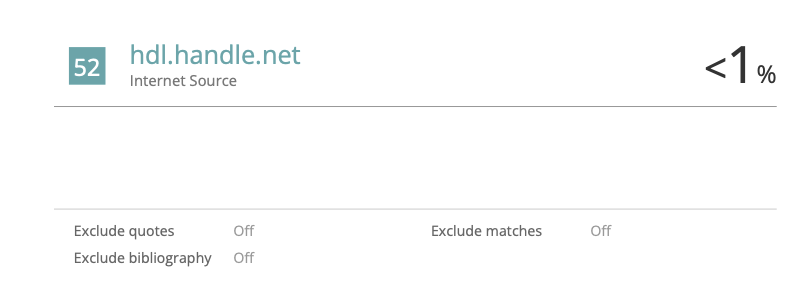 52
hdl.handle.net
Internet Source
<1%
Exclude quotes Off Exclude matches Off
Exclude bibliography Off